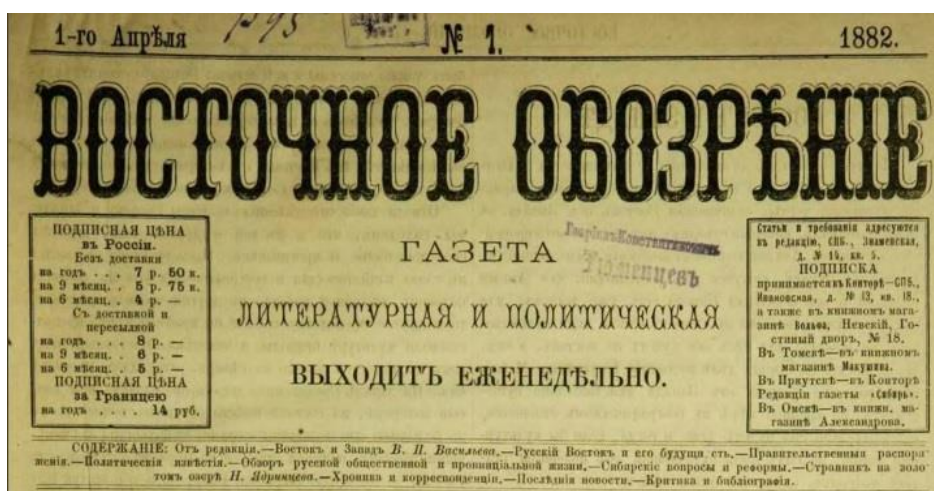 1-го Апрѣля
№ 1.
1882.
ВОСТОЧНОЕ ОБОЗРѢНІЕ
ПОДПИСНАЯ ЦѢНА
въ Россіи.
Безъ доставки
на годъ . . . 7 р. 50 к.
на 9 мѣсяц. . 5 р. 75 к.
на 6 мѣсяц. . 4 р. —
Съ доставкой и
пересылкой
на годъ . . . 8 р. —
на 9 мѣсяц. . 6 р. —
на 6 мѣсяц. . 5 р. —
ПОДПИСНАЯ ЦѢНА
за Границею
на годъ . . . . 14 руб.
ГАЗЕТА
ЛИТЕРАТУРНАЯ И ПОЛИТИЧЕСКАЯ
ВЫХОДИТЪ ЕЖЕНЕДѢЛЬНО.
Кузнецевъ
Статьи и требованія адресуются
въ редакцію, СПБ., Знаменская,
д. № 14, кв. 5.
ПОДПИСКА
принимается въ Конторѣ—СПБ.,
Ивановская, д. № 13, кв. 18.,
а также въ книжномъ мага-
зинѣ Вольфа, Невскій, Го-
стиный дворъ, № 18.
Въ Томскѣ—въ книжномъ
магазинѣ Макушина.
Въ Иркутскѣ—въ Конторѣ
Редакціи газеты «Сибирь».
Въ Омскѣ—въ книжн. ма-
газинѣ Александрова.
СОДЕРЖАНІЕ: Отъ редакціи.—Востокъ и Западъ В. П. Васильева.—Русскій Востокъ и его будущность.—Правительственныя распоря-
женія.—Политическія извѣстія.—Обзоръ русской общественной и провинціальной жизни.—Сибирскіе вопросы и реформы.—Странникъ на золо-
томъ озерѣ Н. Ядринцева.—Хроника и корреспонденціи.—Послѣднія новости.—Критика и библіографія.